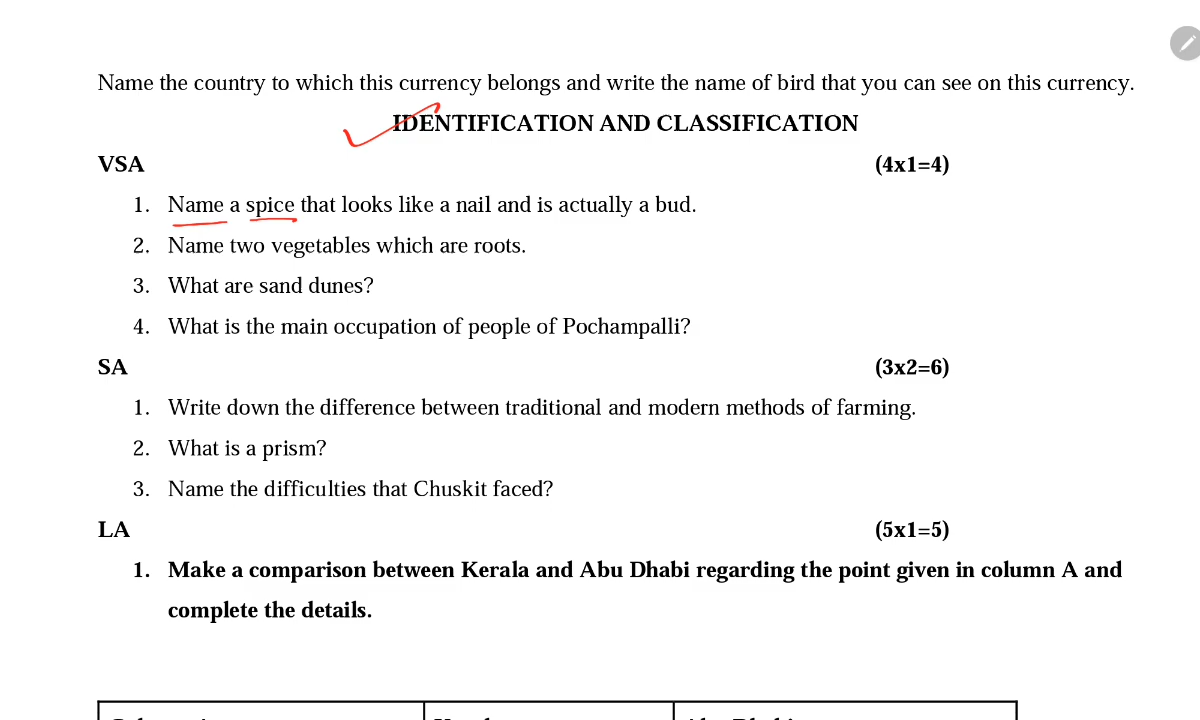 Name the country to which this currency belongs and write the name of bird that you can see on this currency.
IDENTIFICATION AND CLASSIFICATION
VSA (4x1=4)
1. Name a spice that looks like a nail and is actually a bud.
2. Name two vegetables which are roots.
3. What are sand dunes?
4. What is the main occupation of people of Pochampalli?
SA (3x2=6)
1. Write down the difference between traditional and modern methods of farming.
2. What is a prism?
3. Name the difficulties that Chuskit faced?
LA (5x1=5)
1. Make a comparison between Kerala and Abu Dhabi regarding the point given in column A and
complete the details.